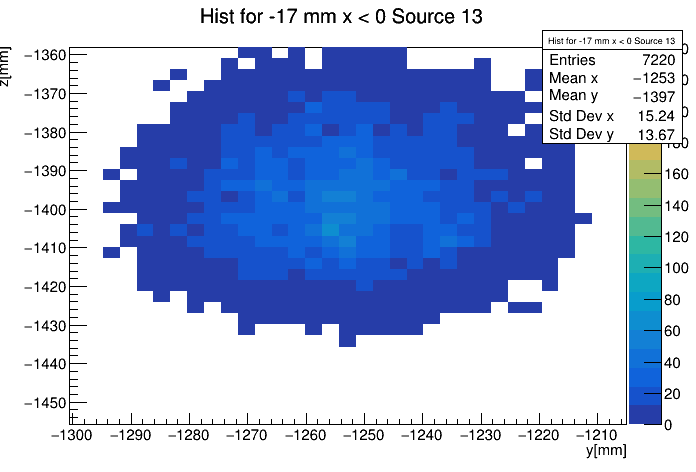 Hist for -17 mm x < 0 Source 13
Hist for -17 mm x < 0 Source 13
Entries 7220
Mean x −1253
Mean y −1397
Std Dev x 15.24
Std Dev y 13.67
z[mm]
−1360
−1370
−1380
−1390
−1400
−1410
−1420
−1430
−1440
−1450
−1300 −1290 −1280 −1270 −1260 −1250 −1240 −1230 −1220 −1210
y[mm]
180
160
140
120
100
80
60
40
20
0